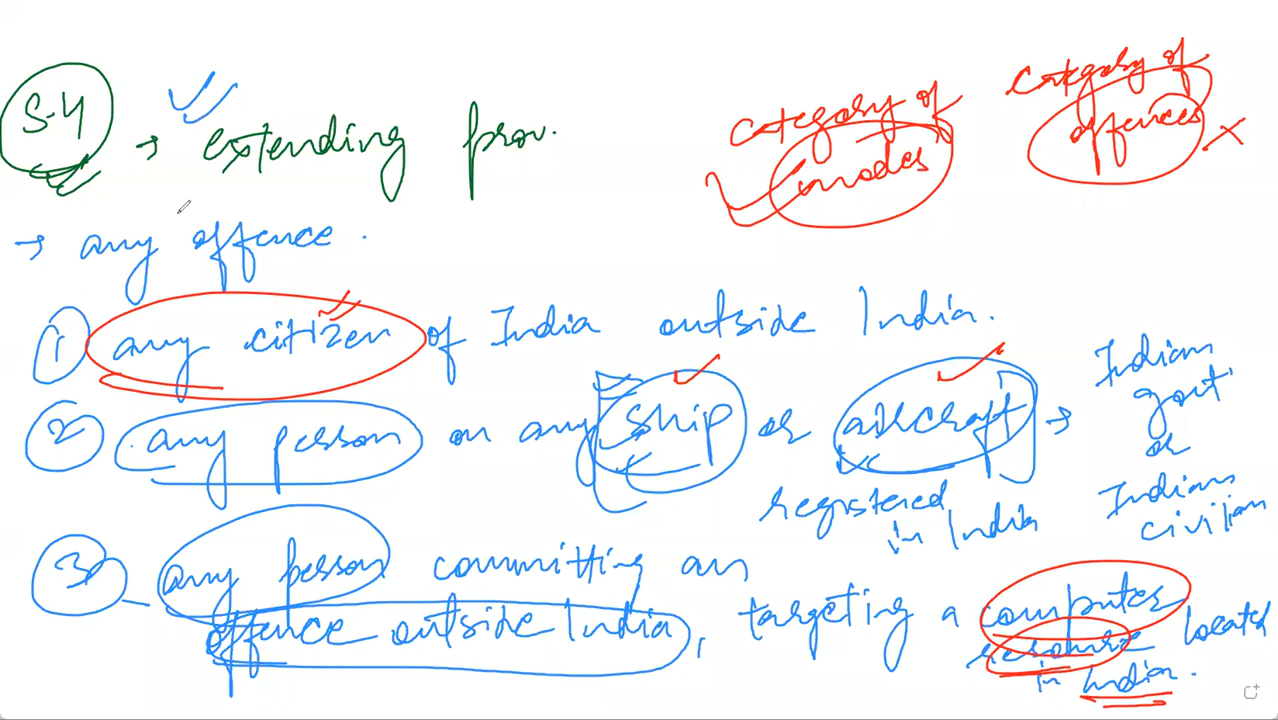 S-4 → extending prov.
category of modes
category of offences ×
→ any offence.
① any citizen of India outside India.
② any person on any ship or aircraft →
registered in India
Indian govt or Indian civilian
③ any person committing an
offence outside India, targeting a computer
resource located
in India.